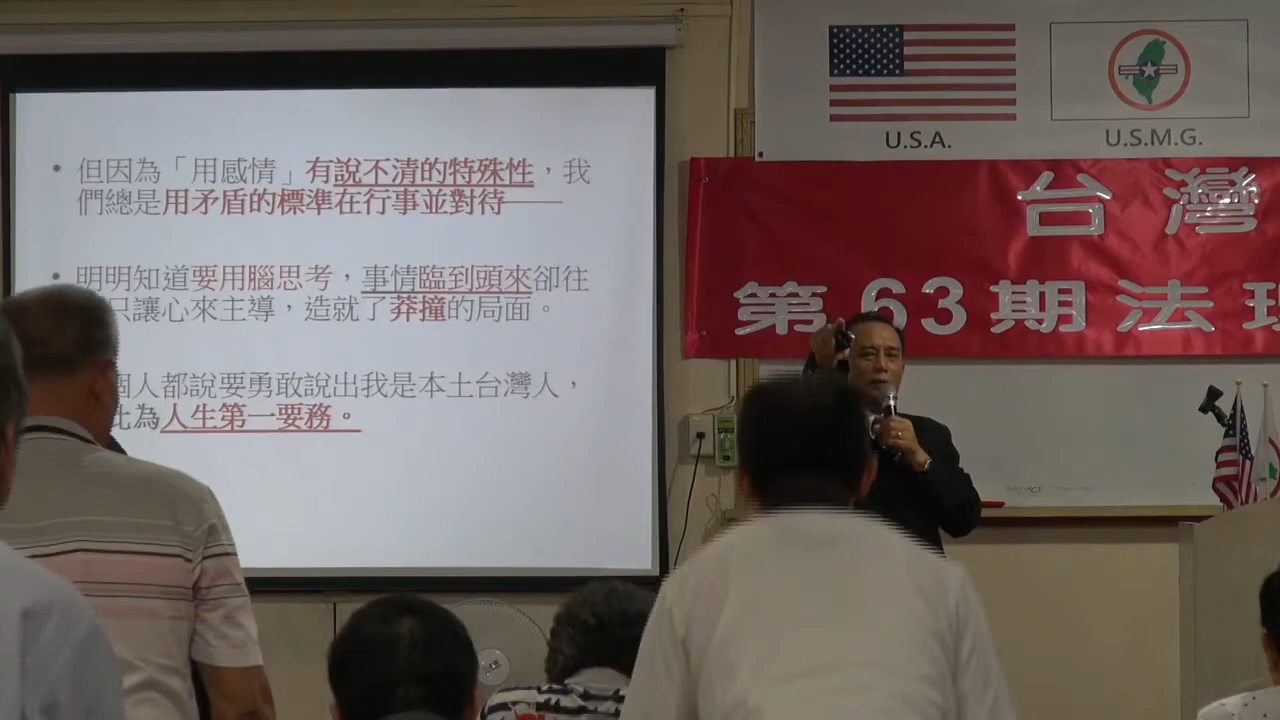 但因為「用感情」有說不清的特殊性，我
們總是用矛盾的標準在行事並對待
明明知道要用腦思考，事情臨到頭來卻往
只讓心來主導，造就了莽撞的局面。
個人都說要勇敢說出我是本土台灣人，
此為人生第一要務。
U.S.A.
U.S.M.G.
台灣
第63期法理